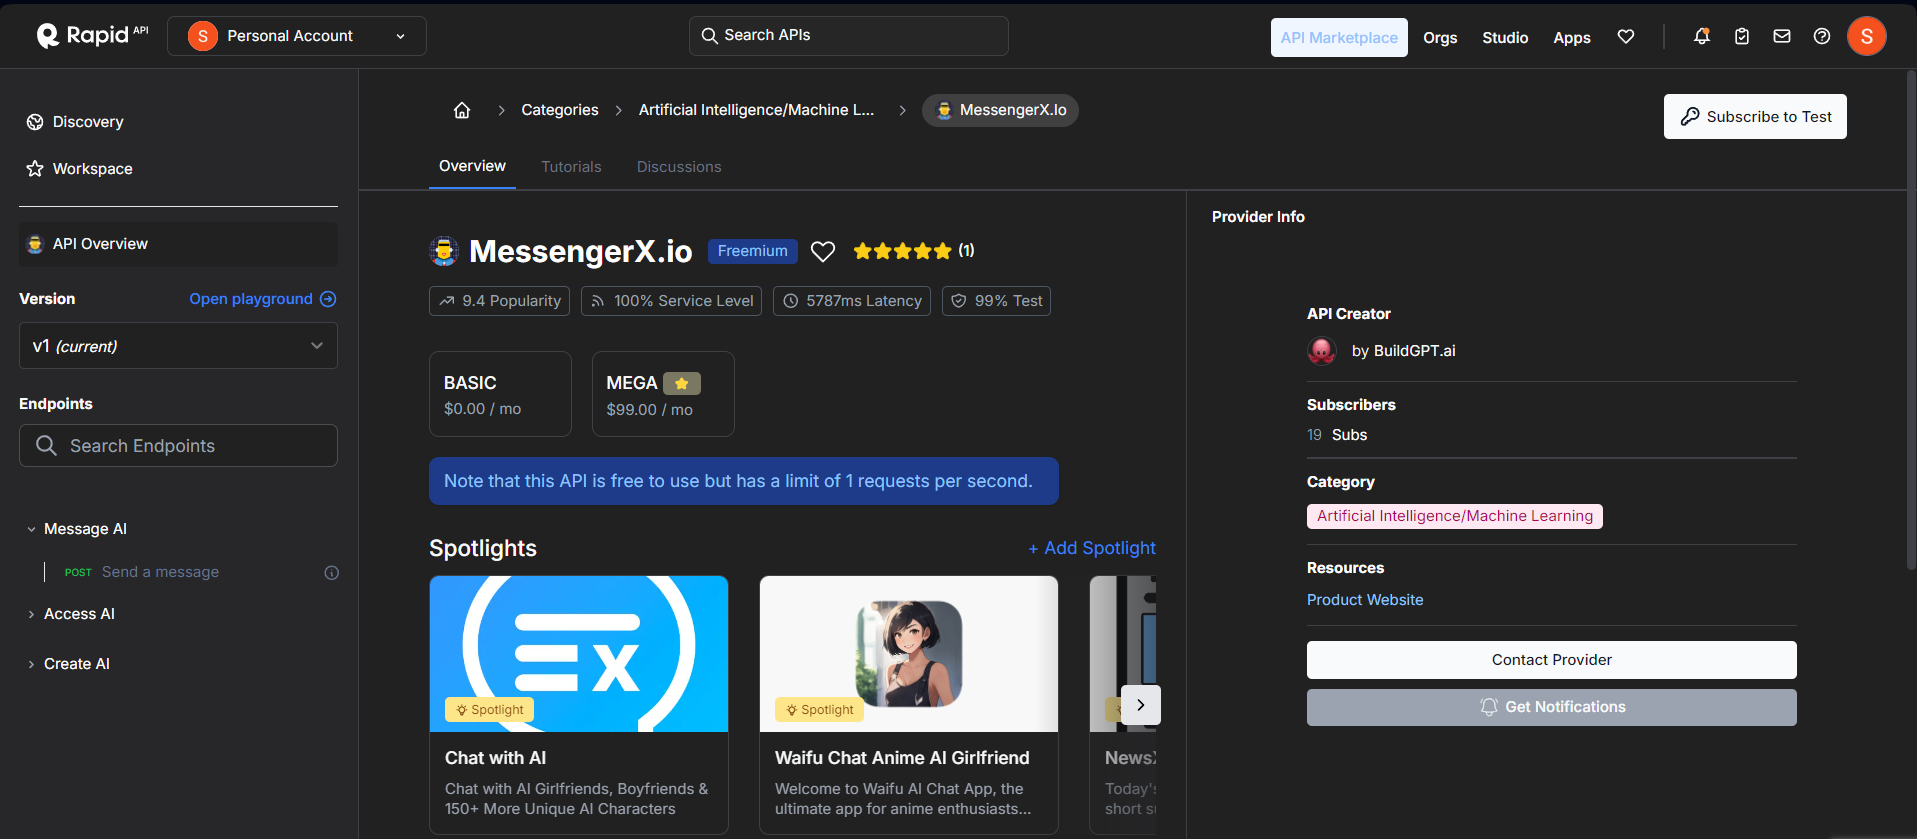 Rapid API
S
Personal Account
Search APIs
API Marketplace
Orgs
Studio
Apps
S
Discovery
Workspace
API Overview
Version
Open playground
v1 (current)
Endpoints
Search Endpoints
Message AI
POST Send a message
Access AI
Create AI
Categories
Artificial Intelligence/Machine L...
MessengerX.Io
Subscribe to Test
Overview
Tutorials
Discussions
MessengerX.io
Freemium
(1)
9.4 Popularity
100% Service Level
5787ms Latency
99% Test
BASIC
$0.00 / mo
MEGA
$99.00 / mo
Note that this API is free to use but has a limit of 1 requests per second.
Spotlights
+ Add Spotlight
X
Spotlight
Chat with AI
Chat with AI Girlfriends, Boyfriends &
150+ More Unique AI Characters
Spotlight
Waifu Chat Anime AI Girlfriend
Welcome to Waifu AI Chat App, the
ultimate app for anime enthusiasts...
NewsX
Today's
short
Provider Info
API Creator
by BuildGPT.ai
Subscribers
19 Subs
Category
Artificial Intelligence/Machine Learning
Resources
Product Website
Contact Provider
Get Notifications